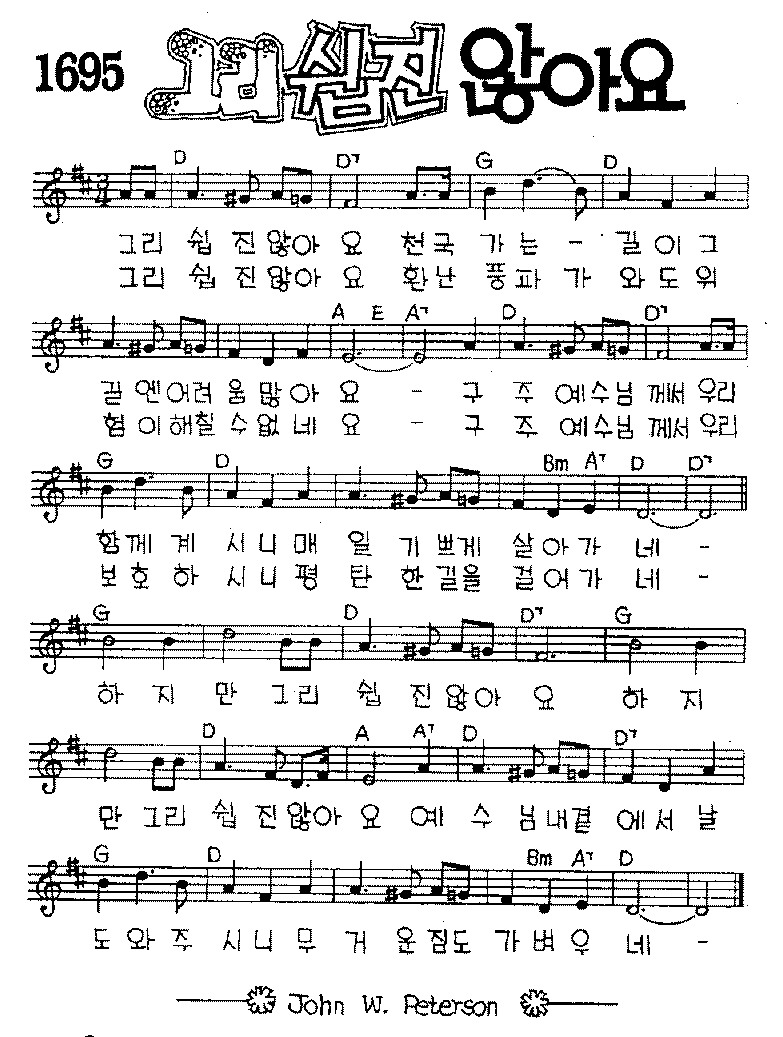 1695 그리 쉽진 않아요
D D7 G D
그리 쉽 진않아 요 천국 가는 - 길이그
그리 쉽 진않아 요 환난 풍파 가 와도위
A E A7 D D7
길엔어려 움많아 요 - 구 주 예수님 께써 우리
험이해칠 수없네 요 - 구 주 예수님 께서 우리
G D Bm A7 D D7
함께 계 시니매 일 기쁘게 살아가 네 -
보호하 시니평 탄 한길을 걸어가 네 -
G D D7 G
하 지 만 그리 쉽 진않아 요 하 지
D A A7 D D7
만 그리 쉽 진않아 요 예 수 님내곁 에서 날
G D Bm A7 D
도와주 시니무 거 운짐도 가벼우 네 -
John W. Peterson